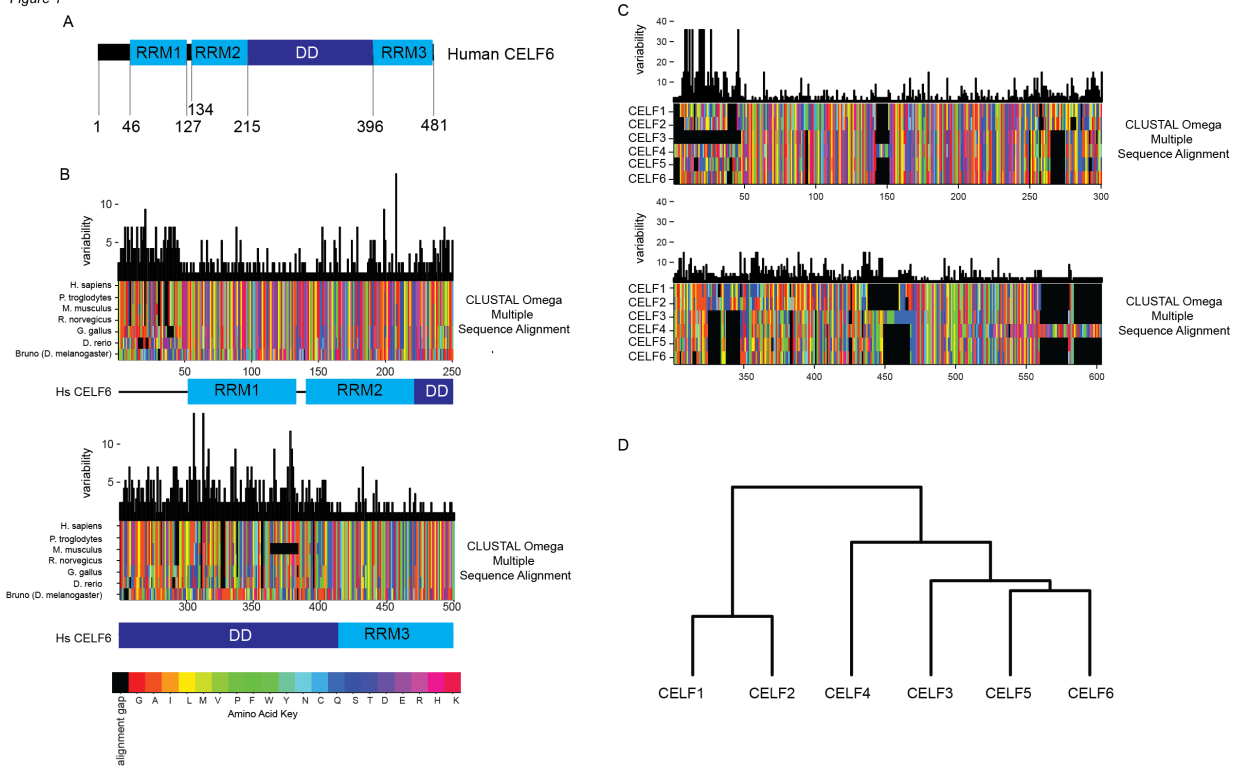 Figure 1
A
RRM1 RRM2 DD RRM3 Human CELF6
134
1 46 127 215 396 481
B
10
5
variability
H. sapiens
P. troglodytes
M. musculus
R. norvegicus
G. gallus
D. rerio
Bruno (D. melanogaster)
CLUSTAL Omega
Multiple
Sequence Alignment
50 100 150 200 250
Hs CELF6 RRM1 RRM2 DD
10
5
variability
H. sapiens
P. troglodytes
M. musculus
R. norvegicus
G. gallus
D. rerio
Bruno (D. melanogaster)
CLUSTAL Omega
Multiple
Sequence Alignment
300 350 400 450 500
Hs CELF6 DD RRM3
alignment gap
G A I L M V P F W Y N C Q S T D E R H K
Amino Acid Key
C
40
30
20
10
variability
CELF1
CELF2
CELF3
CELF4
CELF5
CELF6
CLUSTAL Omega
Multiple
Sequence Alignment
50 100 150 200 250 300
40
30
20
10
variability
CELF1
CELF2
CELF3
CELF4
CELF5
CELF6
CLUSTAL Omega
Multiple
Sequence Alignment
350 400 450 500 550 600
D
CELF1 CELF2 CELF4 CELF3 CELF5 CELF6